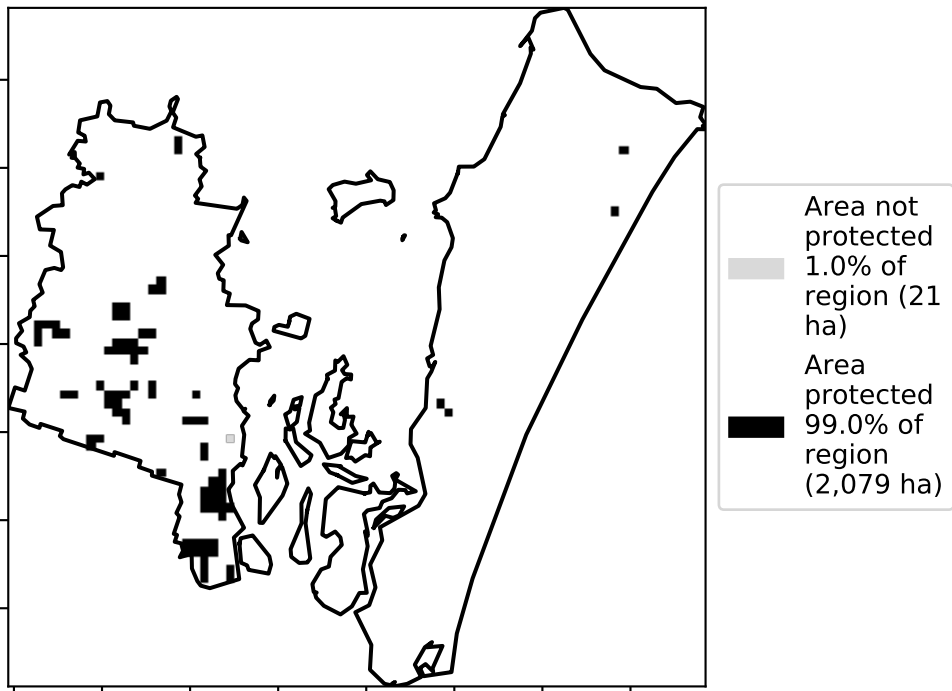 Area not
protected
1.0% of
region (21
ha)
Area
protected
99.0% of
region
(2,079 ha)